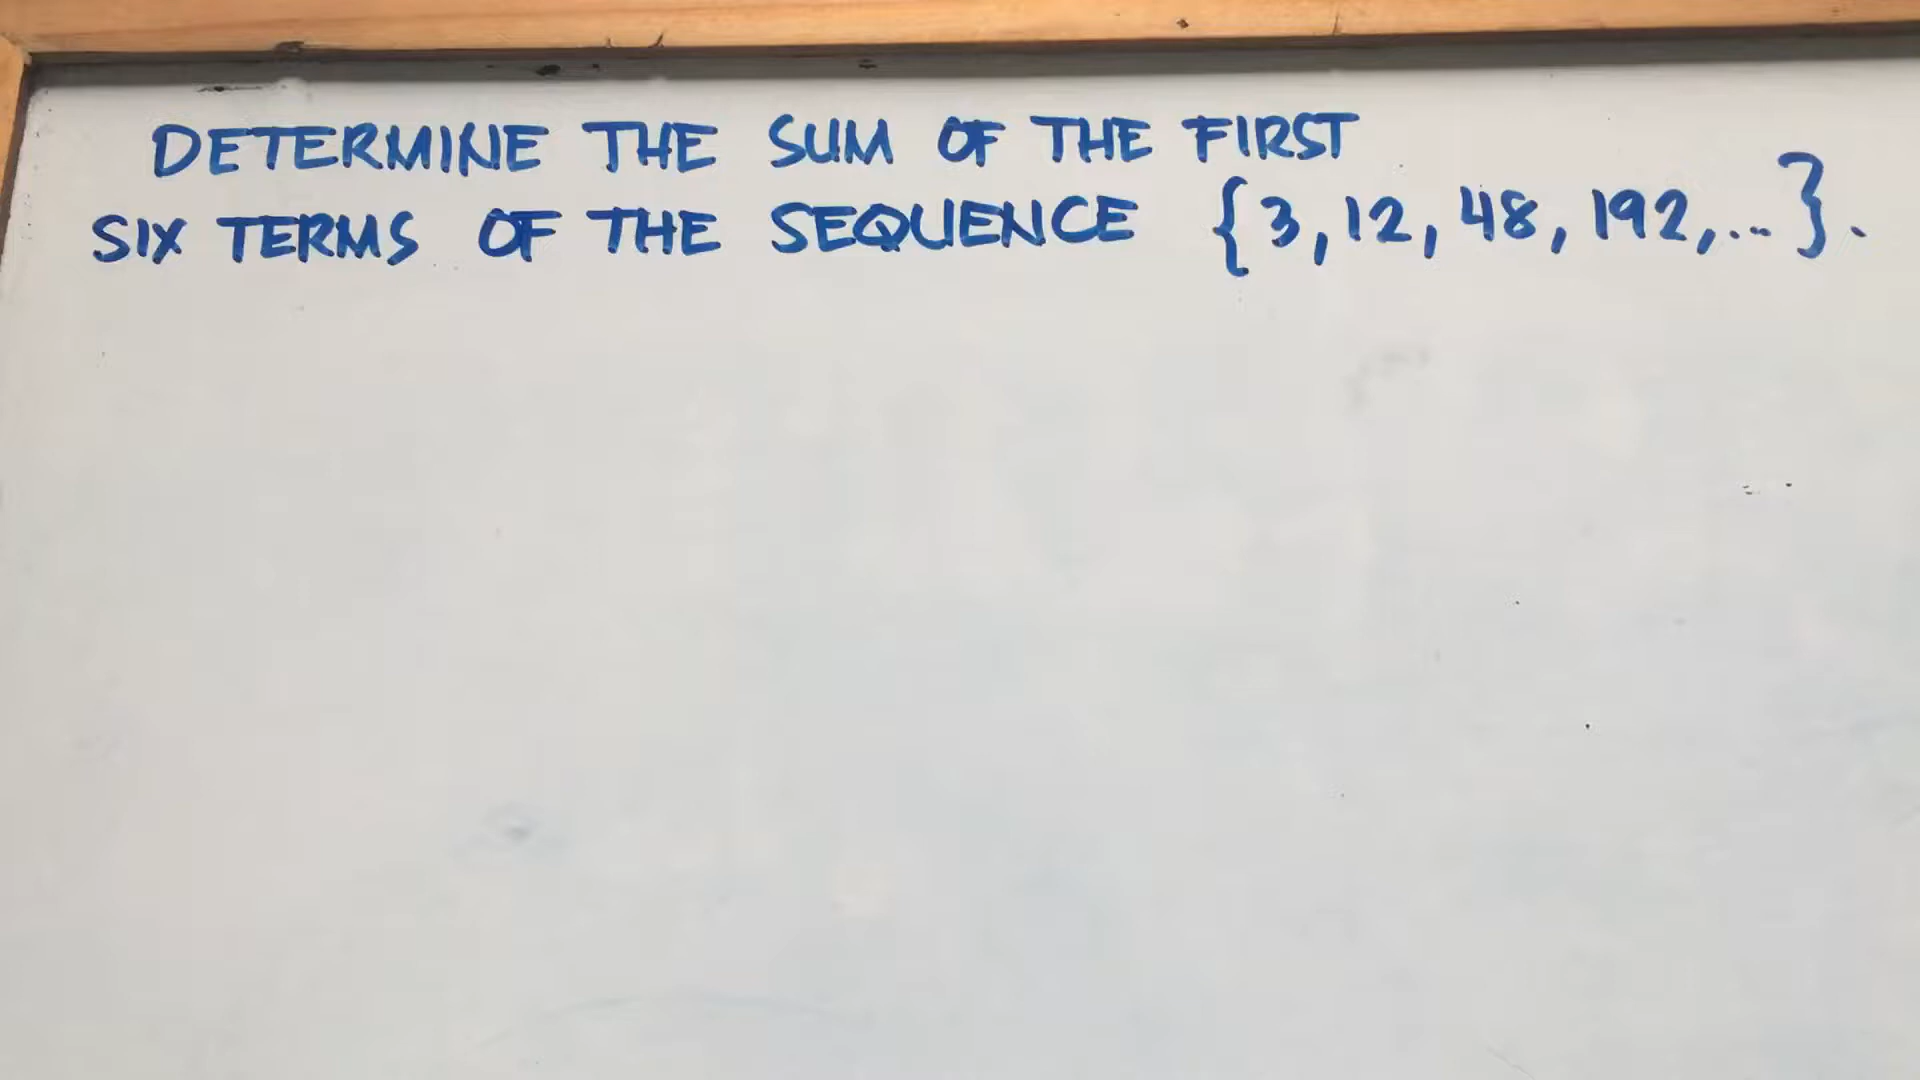 DETERMINE THE SUM OF THE FIRST
SIX TERMS OF THE SEQUENCE {3, 12, 48, 192, ...}.